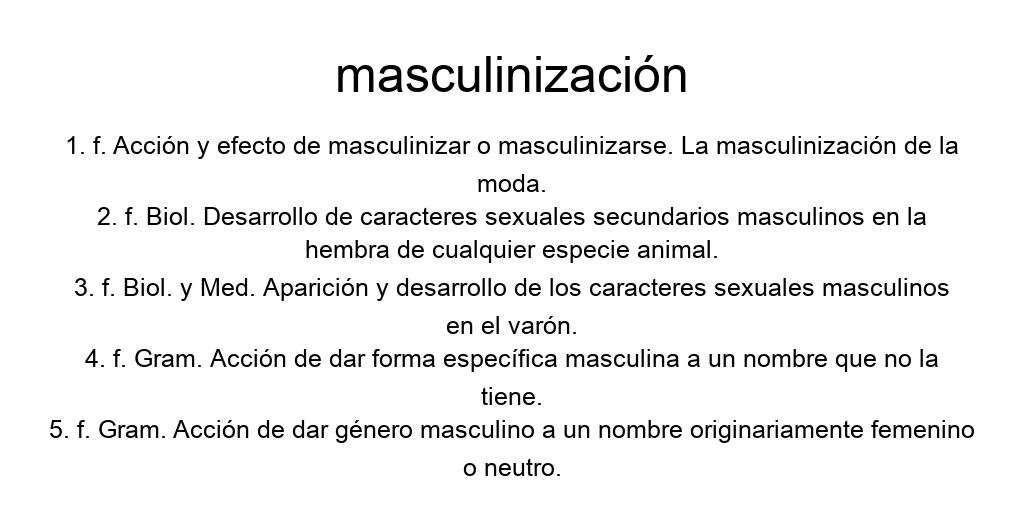 masculinización
1. f. Acción y efecto de masculinizar o masculinizarse. La masculinización de la
moda.
2. f. Biol. Desarrollo de caracteres sexuales secundarios masculinos en la
hembra de cualquier especie animal.
3. f. Biol. y Med. Aparición y desarrollo de los caracteres sexuales masculinos
en el varón.
4. f. Gram. Acción de dar forma específica masculina a un nombre que no la
tiene.
5. f. Gram. Acción de dar género masculino a un nombre originariamente femenino
o neutro.